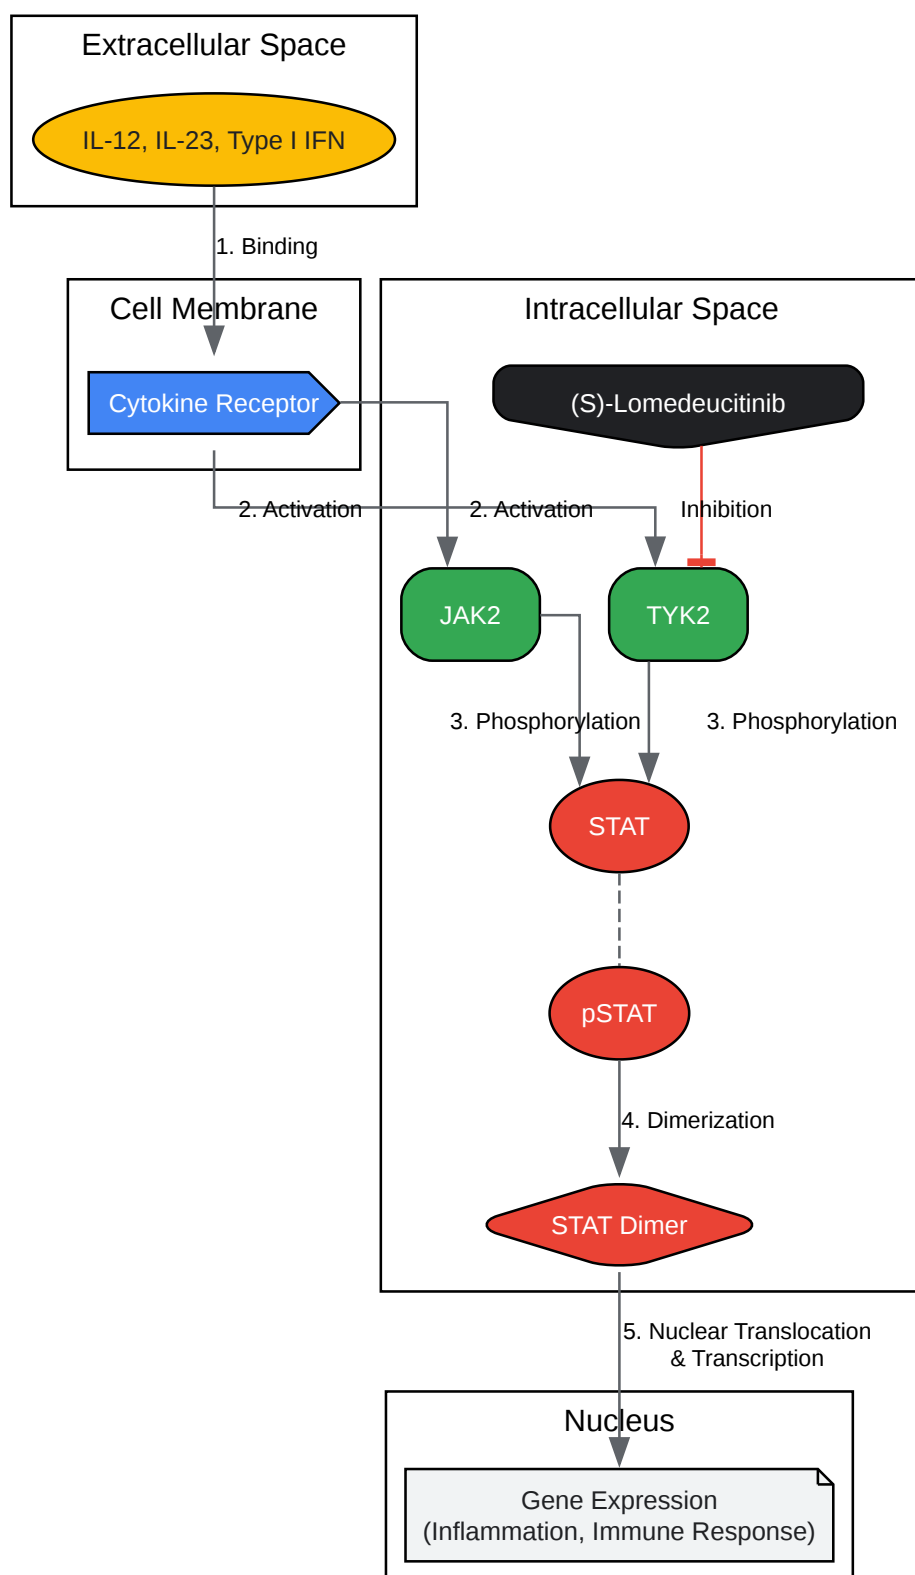 Extracellular Space
IL-12, IL-23, Type I IFN
1. Binding
Cell Membrane
Intracellular Space
Cytokine Receptor
(S)-Lomedeucitinib
2. Activation
2. Activation
Inhibition
JAK2
TYK2
3. Phosphorylation
3. Phosphorylation
STAT
pSTAT
4. Dimerization
STAT Dimer
5. Nuclear Translocation
& Transcription
Nucleus
Gene Expression
(Inflammation, Immune Response)